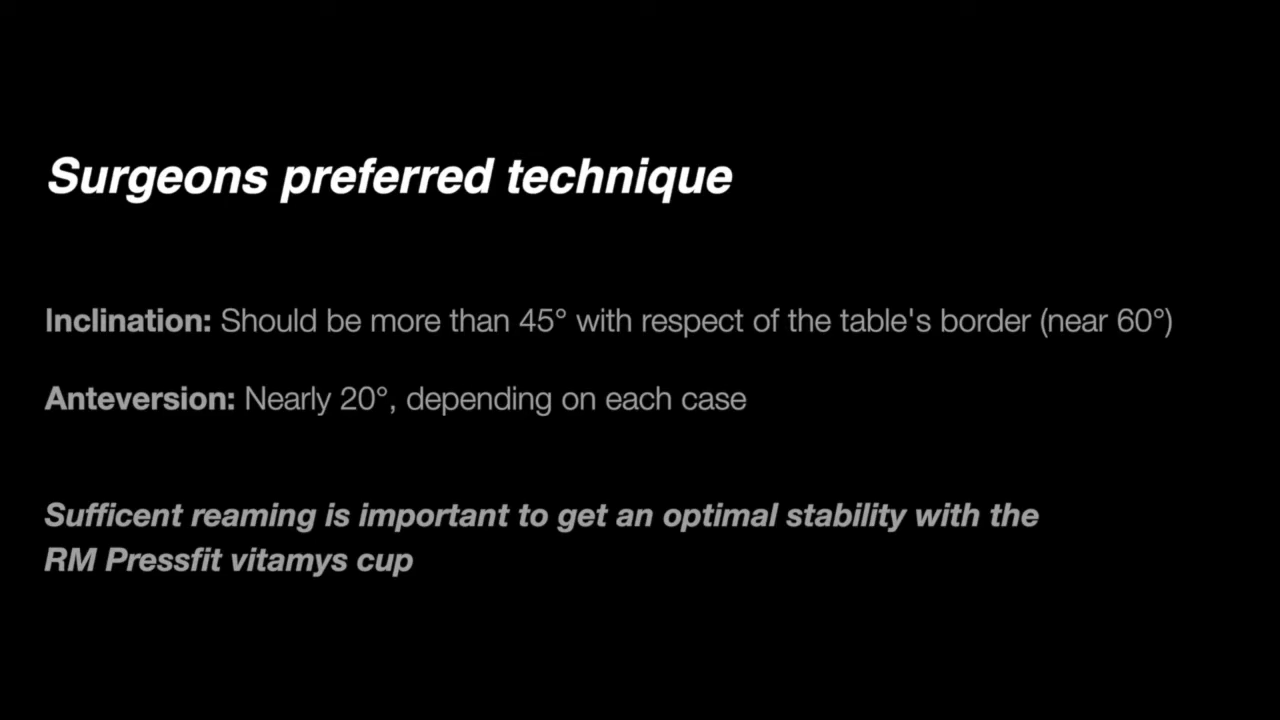 Surgeons preferred technique
Inclination: Should be more than 45° with respect of the table's border (near 60°)
Anteversion: Nearly 20°, depending on each case
Sufficent reaming is important to get an optimal stability with the
RM Pressfit vitamys cup